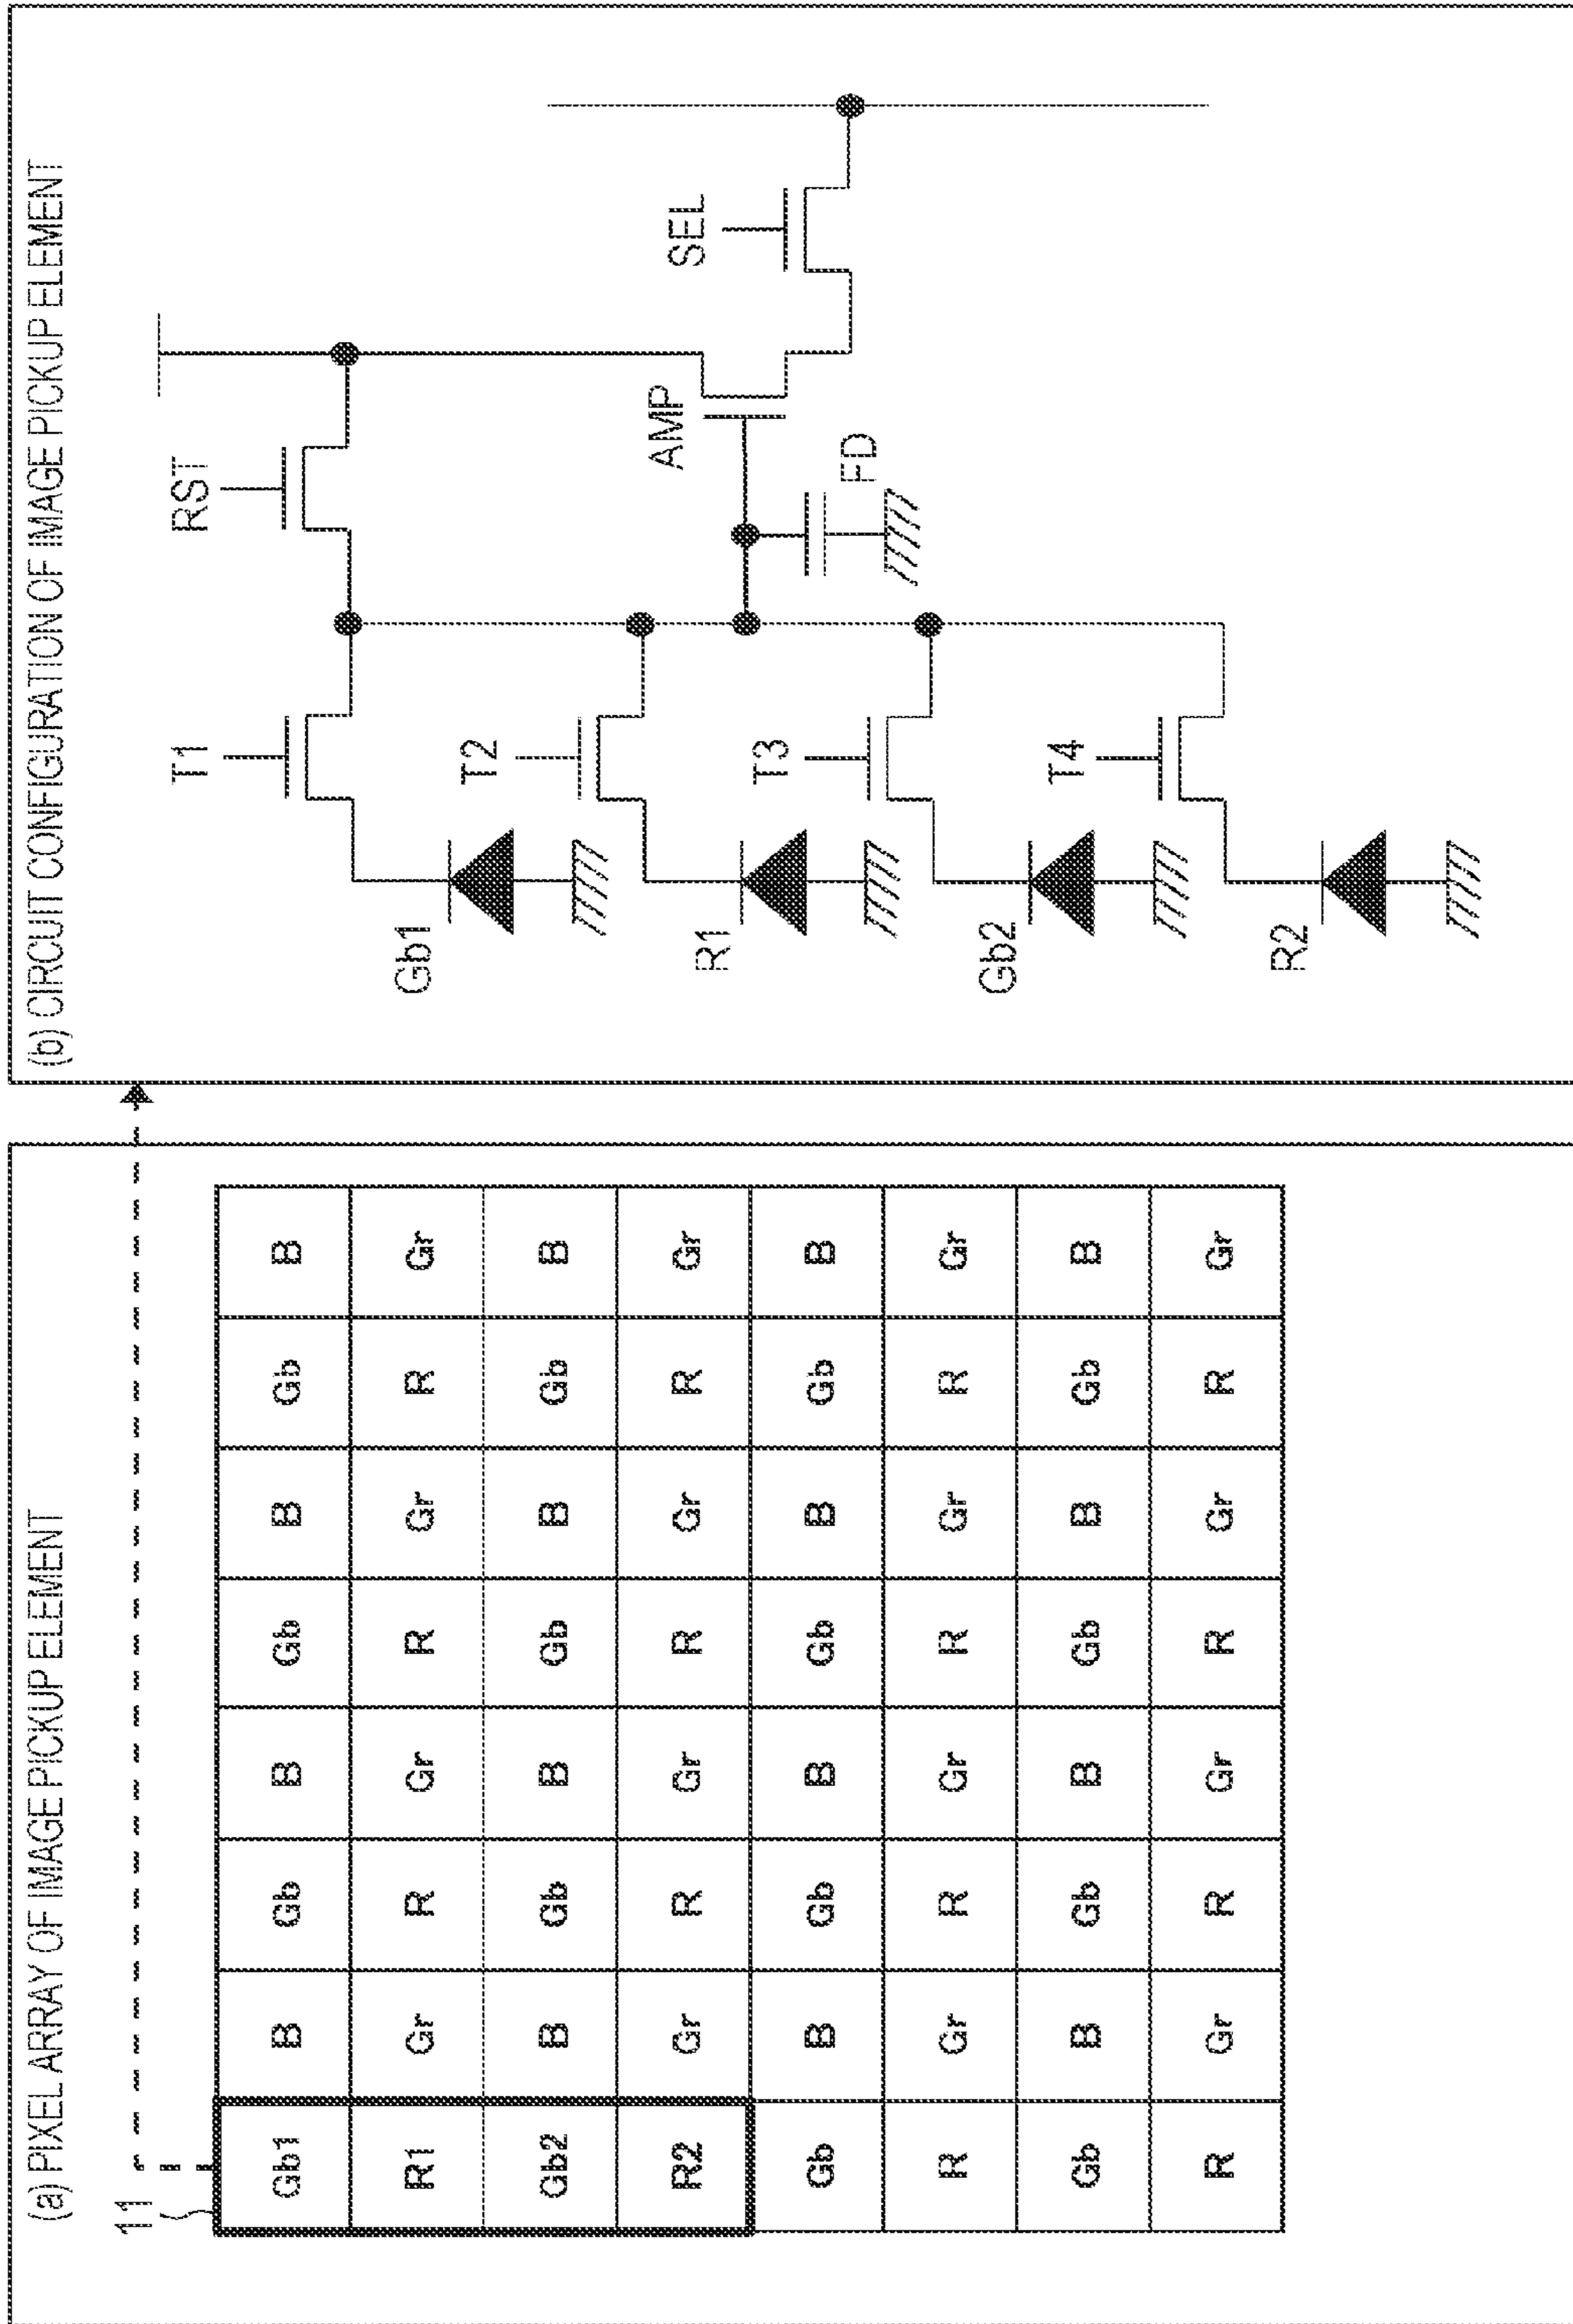 (a) PIXEL ARRAY OF IMAGE PICKUP ELEMENT
11
Gb1 B Gb B Gb B Gb B
R1 Gr R Gr R Gr R Gr
Gb2 B Gb B Gb B Gb B
R2 Gr R Gr R Gr R Gr
Gb B Gb B Gb B Gb B
R Gr R Gr R Gr R Gr
Gb B Gb B Gb B Gb B
R Gr R Gr R Gr R Gr
(b) CIRCUIT CONFIGURATION OF IMAGE PICKUP ELEMENT
T1 RST
Gb1
T2
AMP SEL
R1
T3
FD
Gb2
T4
R2